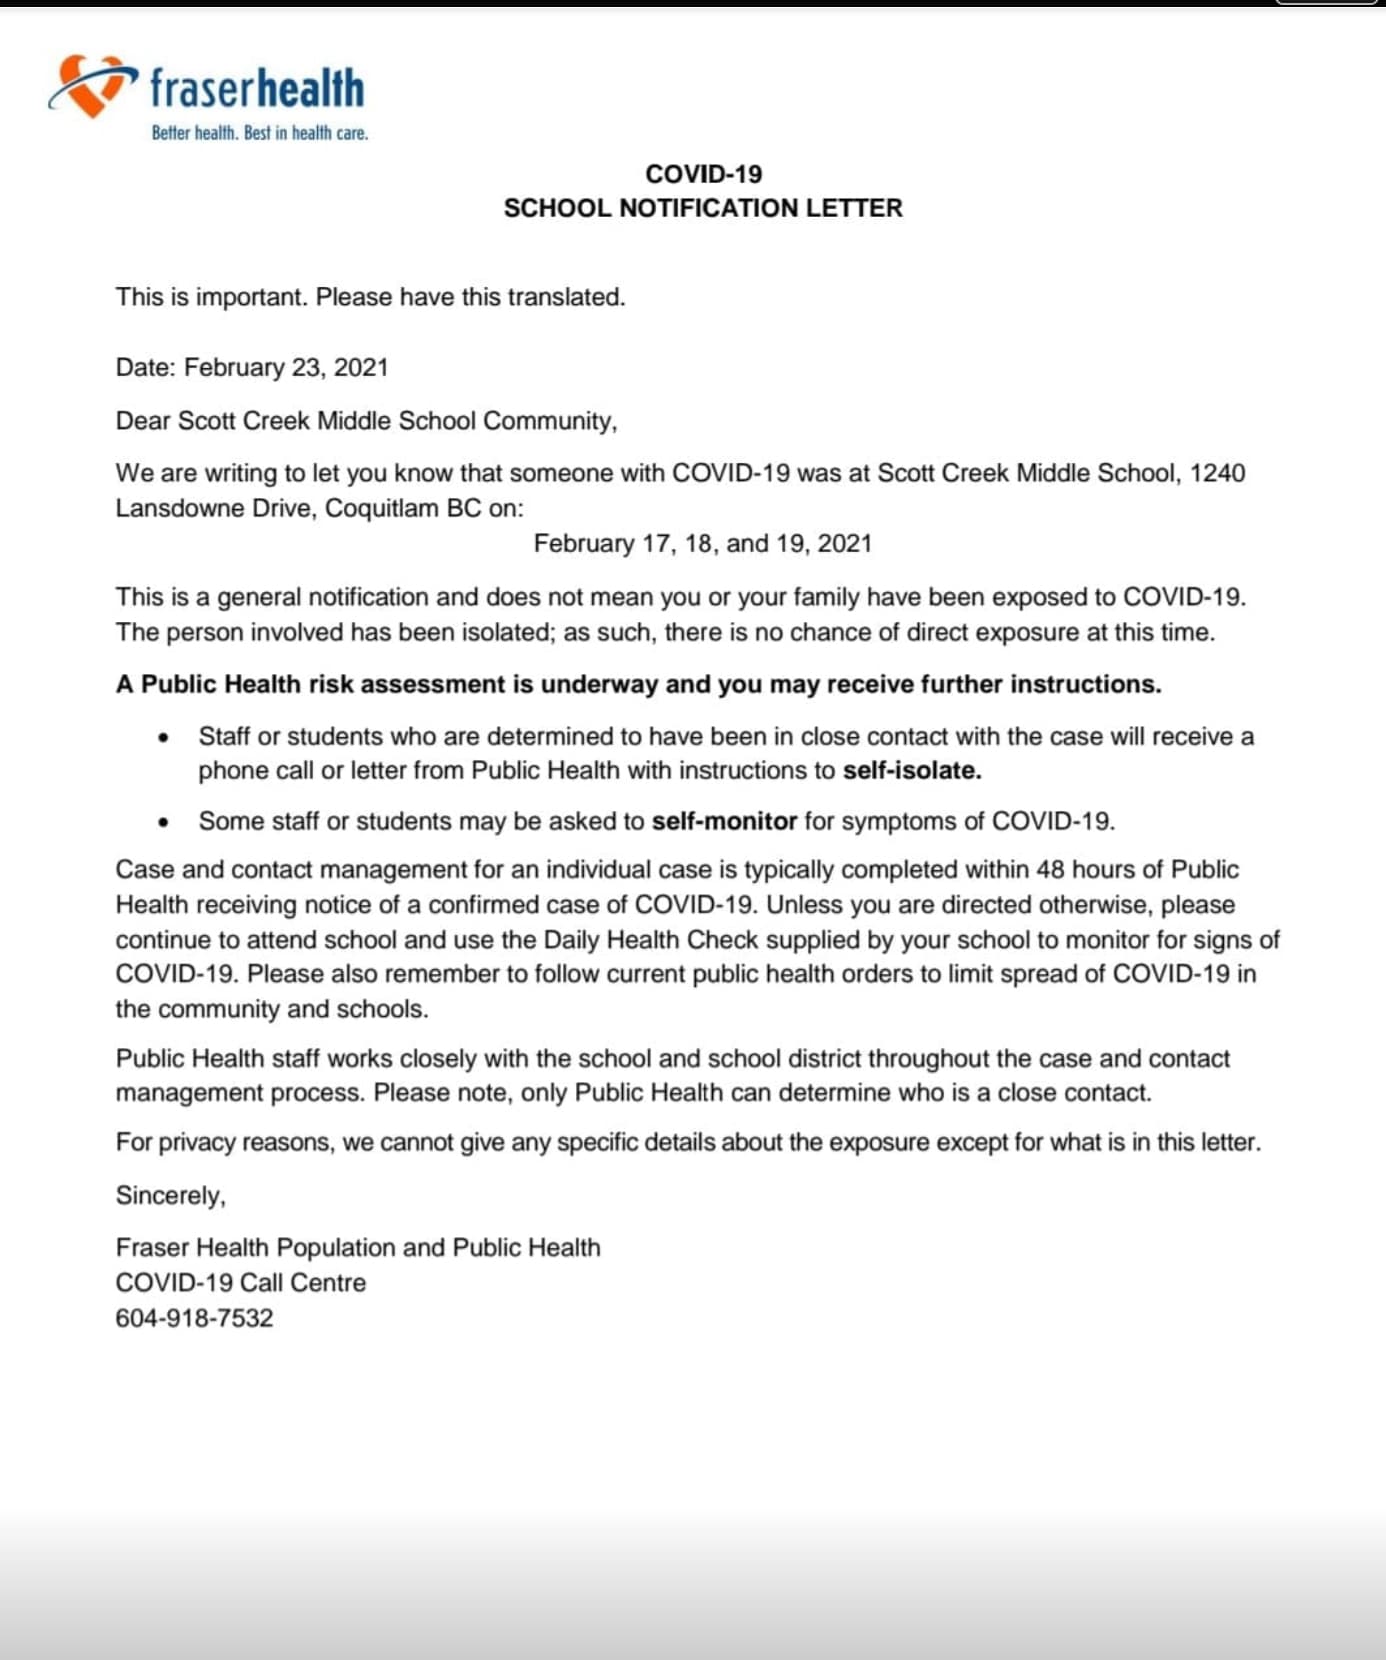 fraserhealth
Better health. Best in health care.
COVID-19
SCHOOL NOTIFICATION LETTER
This is important. Please have this translated.
Date: February 23, 2021
Dear Scott Creek Middle School Community,
We are writing to let you know that someone with COVID-19 was at Scott Creek Middle School, 1240
Lansdowne Drive, Coquitlam BC on:
February 17, 18, and 19, 2021
This is a general notification and does not mean you or your family have been exposed to COVID-19.
The person involved has been isolated; as such, there is no chance of direct exposure at this time.
A Public Health risk assessment is underway and you may receive further instructions.
• Staff or students who are determined to have been in close contact with the case will receive a
phone call or letter from Public Health with instructions to self-isolate.
• Some staff or students may be asked to self-monitor for symptoms of COVID-19.
Case and contact management for an individual case is typically completed within 48 hours of Public
Health receiving notice of a confirmed case of COVID-19. Unless you are directed otherwise, please
continue to attend school and use the Daily Health Check supplied by your school to monitor for signs of
COVID-19. Please also remember to follow current public health orders to limit spread of COVID-19 in
the community and schools.
Public Health staff works closely with the school and school district throughout the case and contact
management process. Please note, only Public Health can determine who is a close contact.
For privacy reasons, we cannot give any specific details about the exposure except for what is in this letter.
Sincerely,
Fraser Health Population and Public Health
COVID-19 Call Centre
604-918-7532